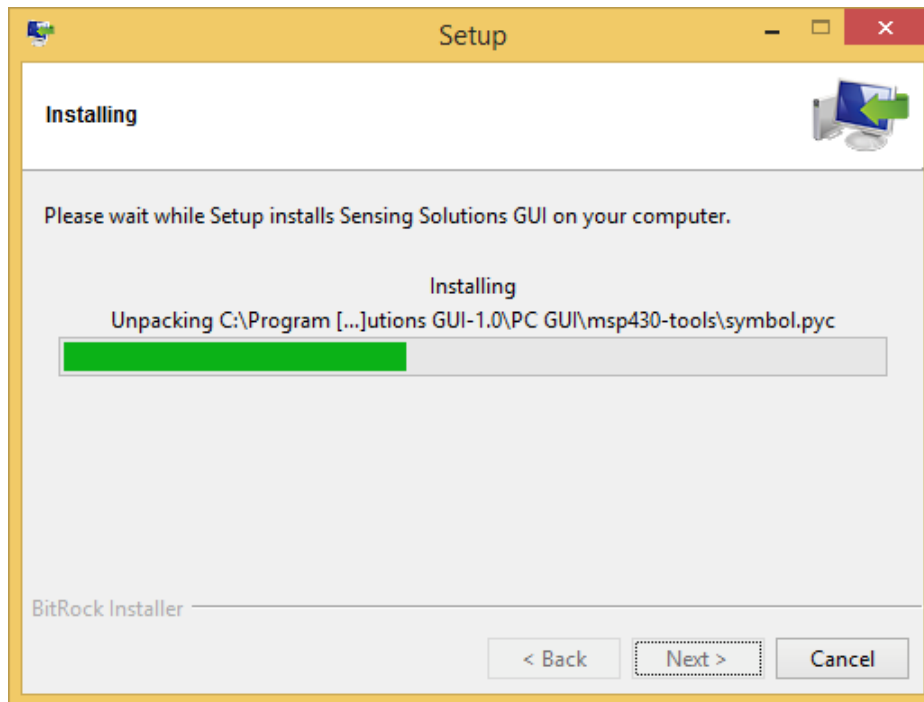 Setup
Installing
Please wait while Setup installs Sensing Solutions GUI on your computer.
Installing
Unpacking C:\Program [...]utions GUI-1.0\PC GUI\msp430-tools\symbol.pyc
BitRock Installer
< Back
Next >
Cancel